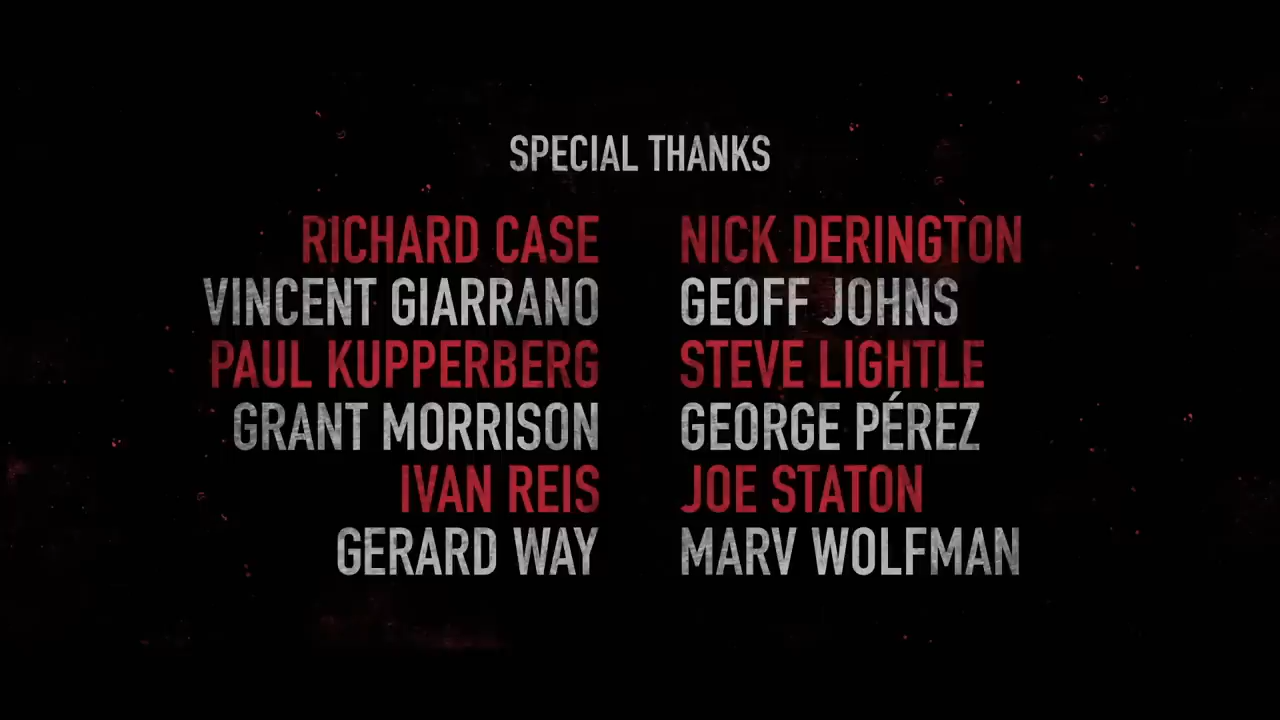 SPECIAL THANKS
RICHARD CASE NICK DERINGTON
VINCENT GIARRANO GEOFF JOHNS
PAUL KUPPERBERG STEVE LIGHTLE
GRANT MORRISON GEORGE PÉREZ
IVAN REIS JOE STATON
GERARD WAY MARV WOLFMAN